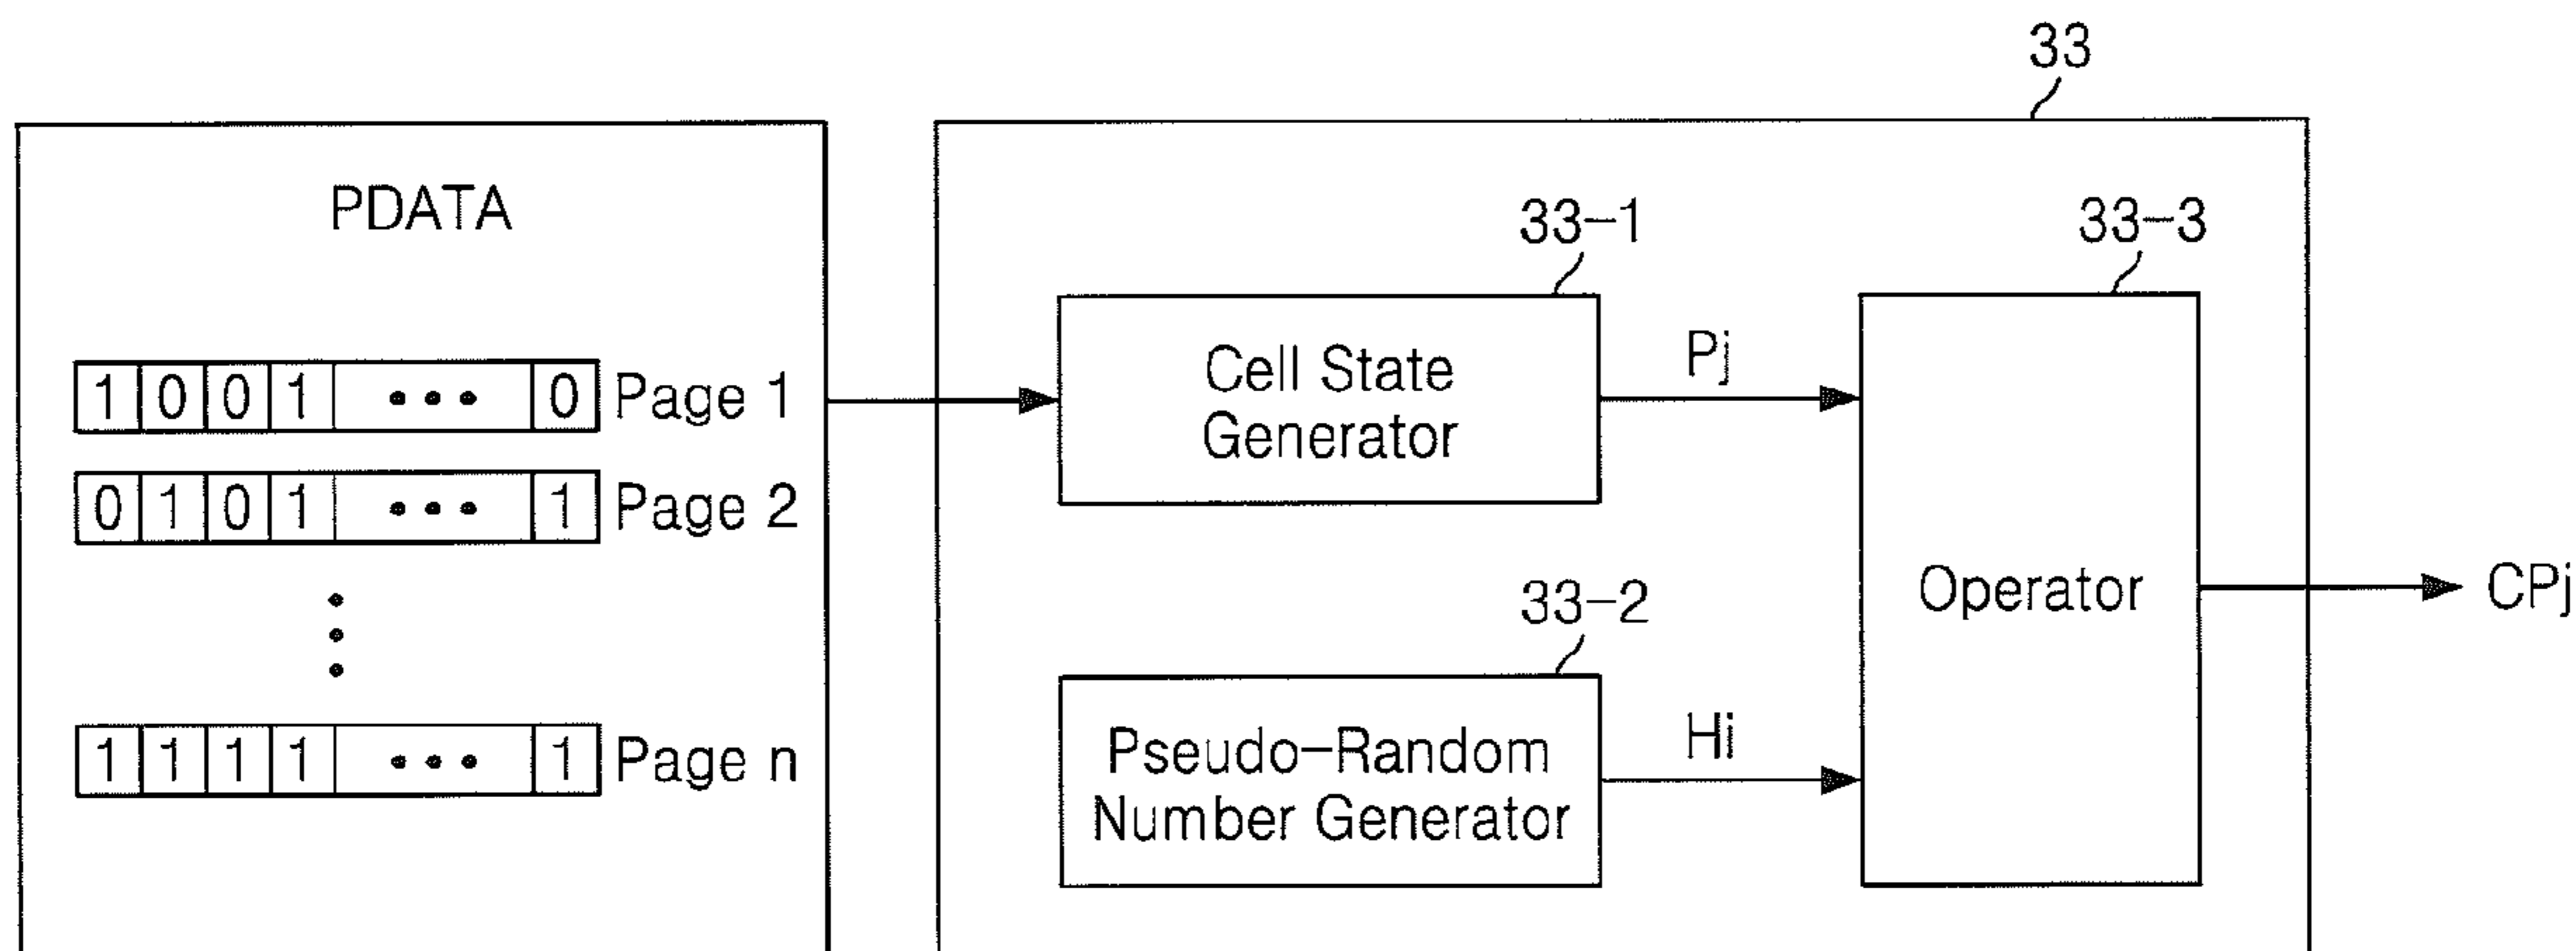 33
PDATA
33-1
33-3
1 0 0 1 ••• 0 Page 1
Cell State
Generator
Pj
0 1 0 1 ••• 1 Page 2
33-2
Operator
CPj
1 1 1 1 ••• 1 Page n
Pseudo-Random
Number Generator
Hi